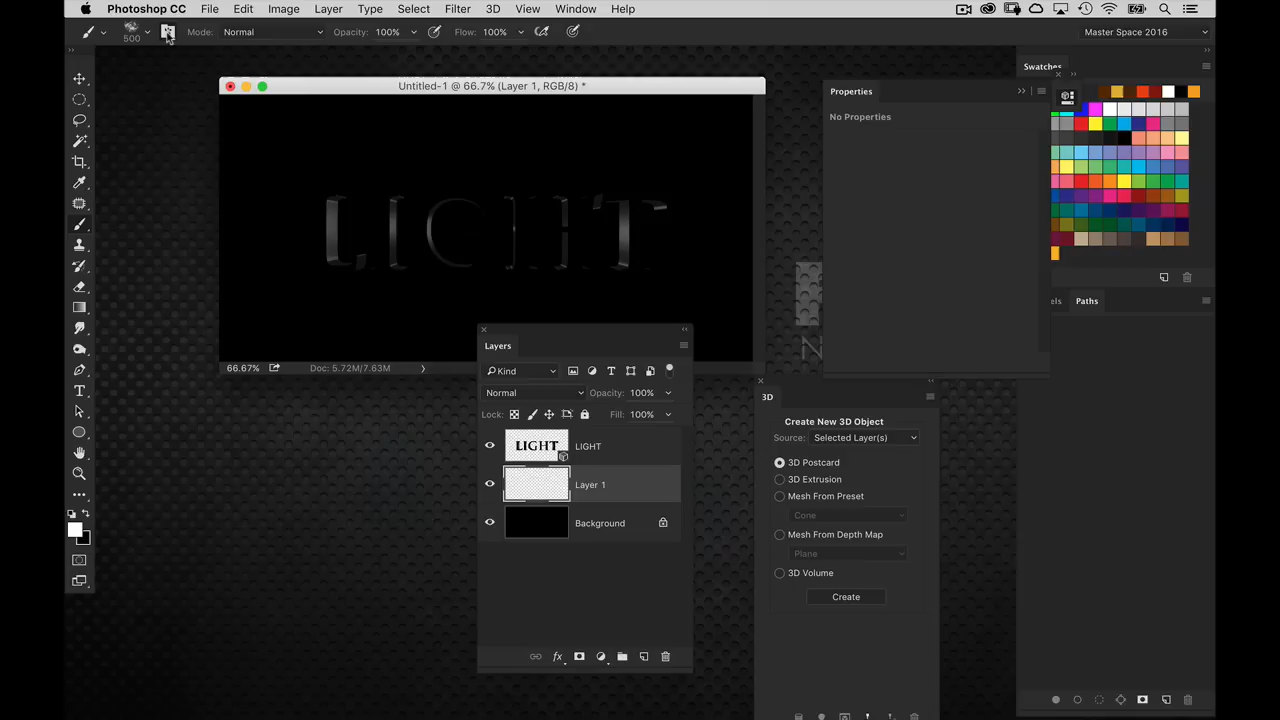 Photoshop CC File Edit Image Layer Type Select Filter 3D View Window Help
500 Mode: Normal Opacity: 100% Flow: 100% Master Space 2016
Swatches
Untitled-1 @ 66.7% (Layer 1, RGB/8) *
Properties
No Properties
LIGHT
N
66.67% Doc: 5.72M/7.63M
els Paths
Layers
Kind
Normal Opacity: 100%
Lock: Fill: 100%
LIGHT LIGHT
Layer 1
Background
3D
Create New 3D Object
Source: Selected Layer(s)
3D Postcard
3D Extrusion
Mesh From Preset
Cone
Mesh From Depth Map
Plane
3D Volume
Create